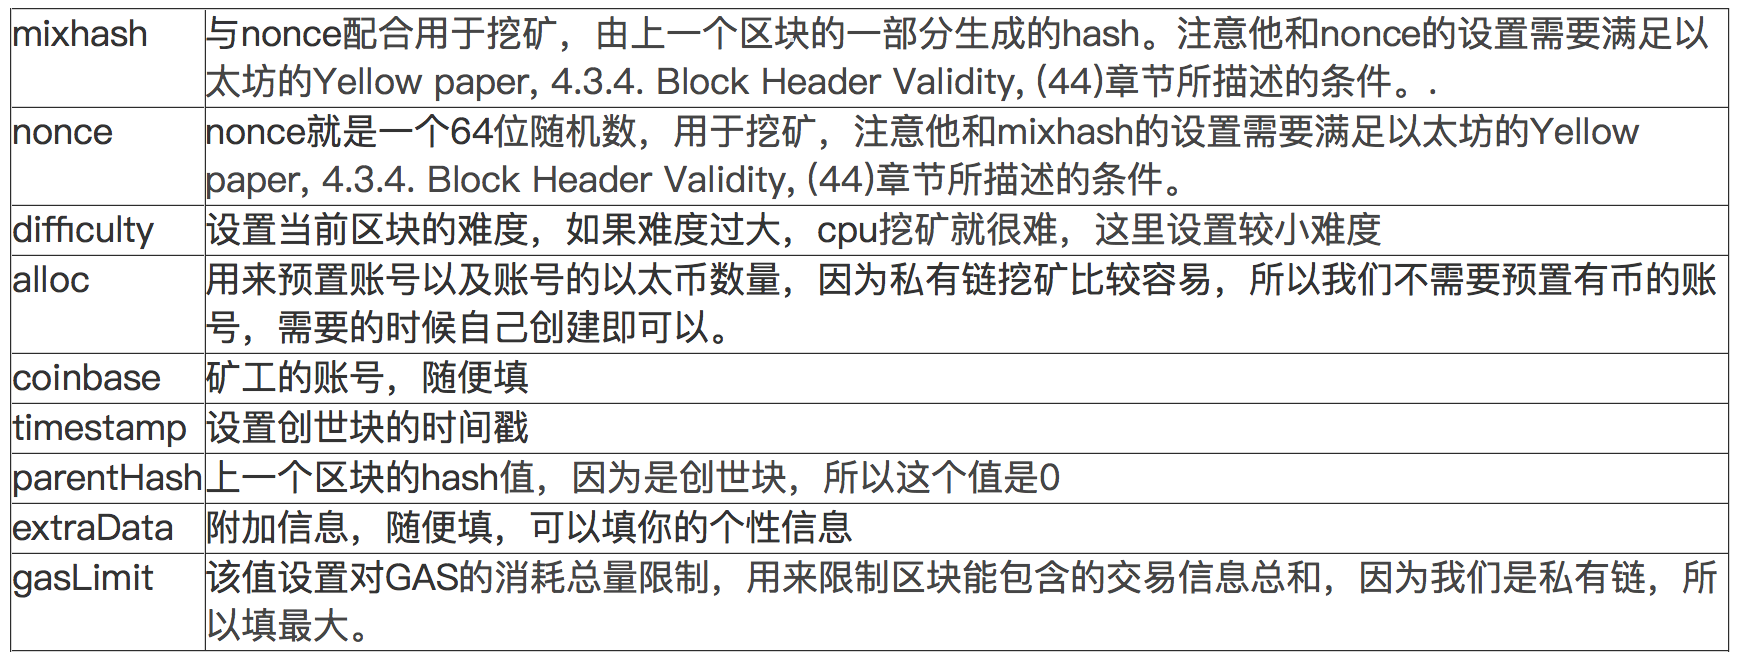 mixhash 与nonce配合用于挖矿，由上一个区块的一部分生成的hash。注意他和nonce的设置需要满足以
太坊的Yellow paper, 4.3.4. Block Header Validity, (44)章节所描述的条件。.
nonce nonce就是一个64位随机数，用于挖矿，注意他和mixhash的设置需要满足以太坊的Yellow
paper, 4.3.4. Block Header Validity, (44)章节所描述的条件。
difficulty 设置当前区块的难度，如果难度过大，cpu挖矿就很难，这里设置较小难度
alloc 用来预置账号以及账号的以太币数量，因为私有链挖矿比较容易，所以我们不需要预置有币的账
号，需要的时候自己创建即可以。
coinbase 矿工的账号，随便填
timestamp 设置创世块的时间戳
parentHash 上一个区块的hash值，因为是创世块，所以这个值是0
extraData 附加信息，随便填，可以填你的个性信息
gasLimit 该值设置对GAS的消耗总量限制，用来限制区块能包含的交易信息总和，因为我们是私有链，所
以填最大。